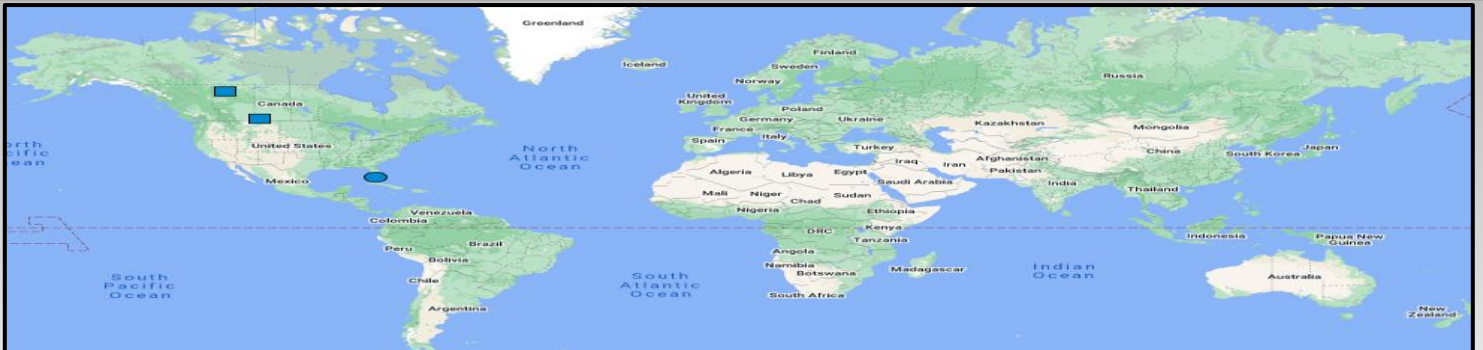 Greenland
Iceland
Finland
Sweden
Norway
Russia
United
Kingdom
Canada
Poland
Germany
Ukraine
Kazakhstan
Mongolia
France
Italy
Spain
United States
orth
cific
ean
North
Atlantic
Ocean
Turkey
China
Japan
South Korea
Iraq
Iran
Afghanistan
Pakistan
Algeria
Libya
Egypt
Saudi Arabia
Mexico
India
Thailand
Mali
Niger
Chad
Sudan
Nigeria
Ethiopia
Venezuela
Colombia
DRC
Kenya
Tanzania
Indonesia
Papua New
Guinea
Peru
Brazil
Bolivia
Angola
Namibia
Botswana
Madagascar
Indian
Ocean
South
Pacific
Ocean
Chile
South
Atlantic
Ocean
South Africa
Australia
Argentina
New
Zealand